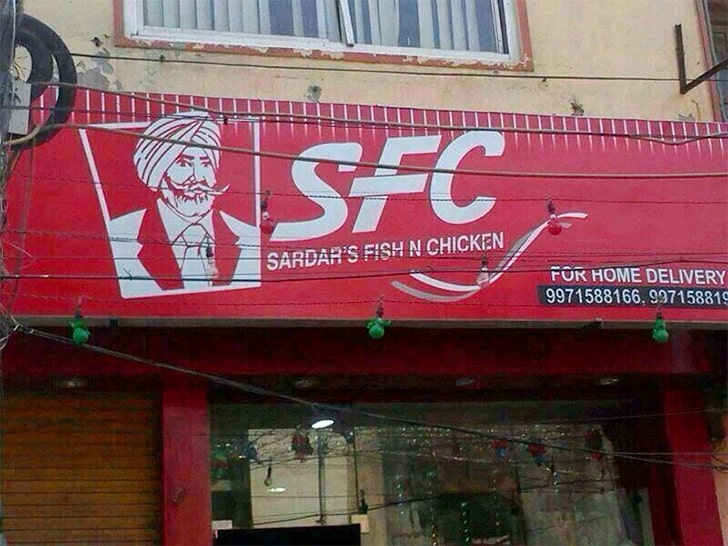 SFC
SARDAR'S FISH N CHICKEN
FOR HOME DELIVERY
9971588166,